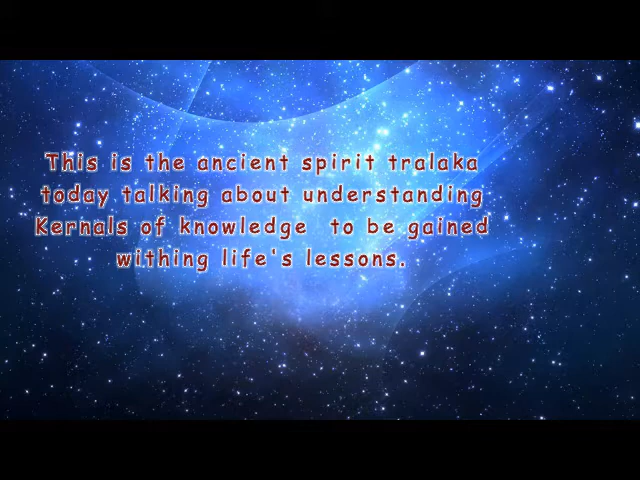 This is the ancient spirit tralaka
today talking about understanding
Kernals of knowledge to be gained
withing life's lessons.